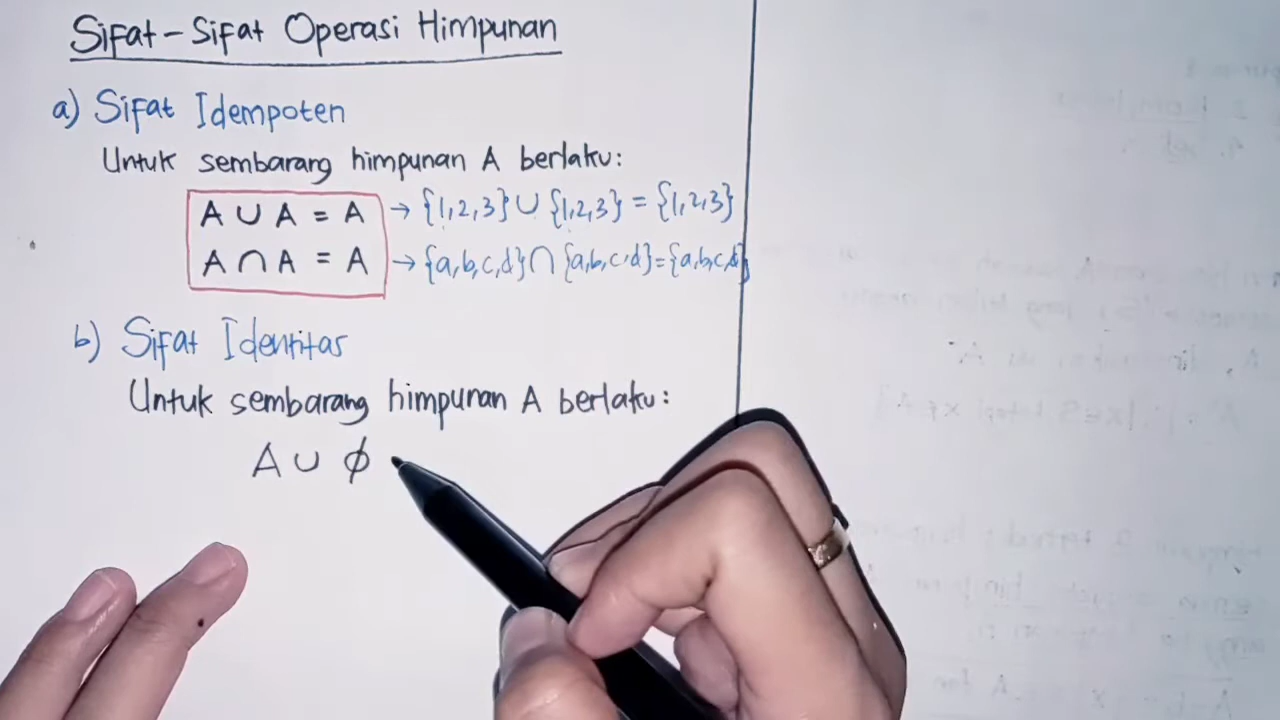 Sifat-Sifat Operasi Himpunan
a) Sifat Idempoten
Untuk sembarang himpunan A berlaku:
A ∪ A = A → {1,2,3} ∪ {1,2,3} = {1,2,3}
A ∩ A = A → {a,b,c,d} ∩ {a,b,c,d} = {a,b,c,d}
b) Sifat Identitas
Untuk sembarang himpunan A berlaku:
A ∪ ϕ